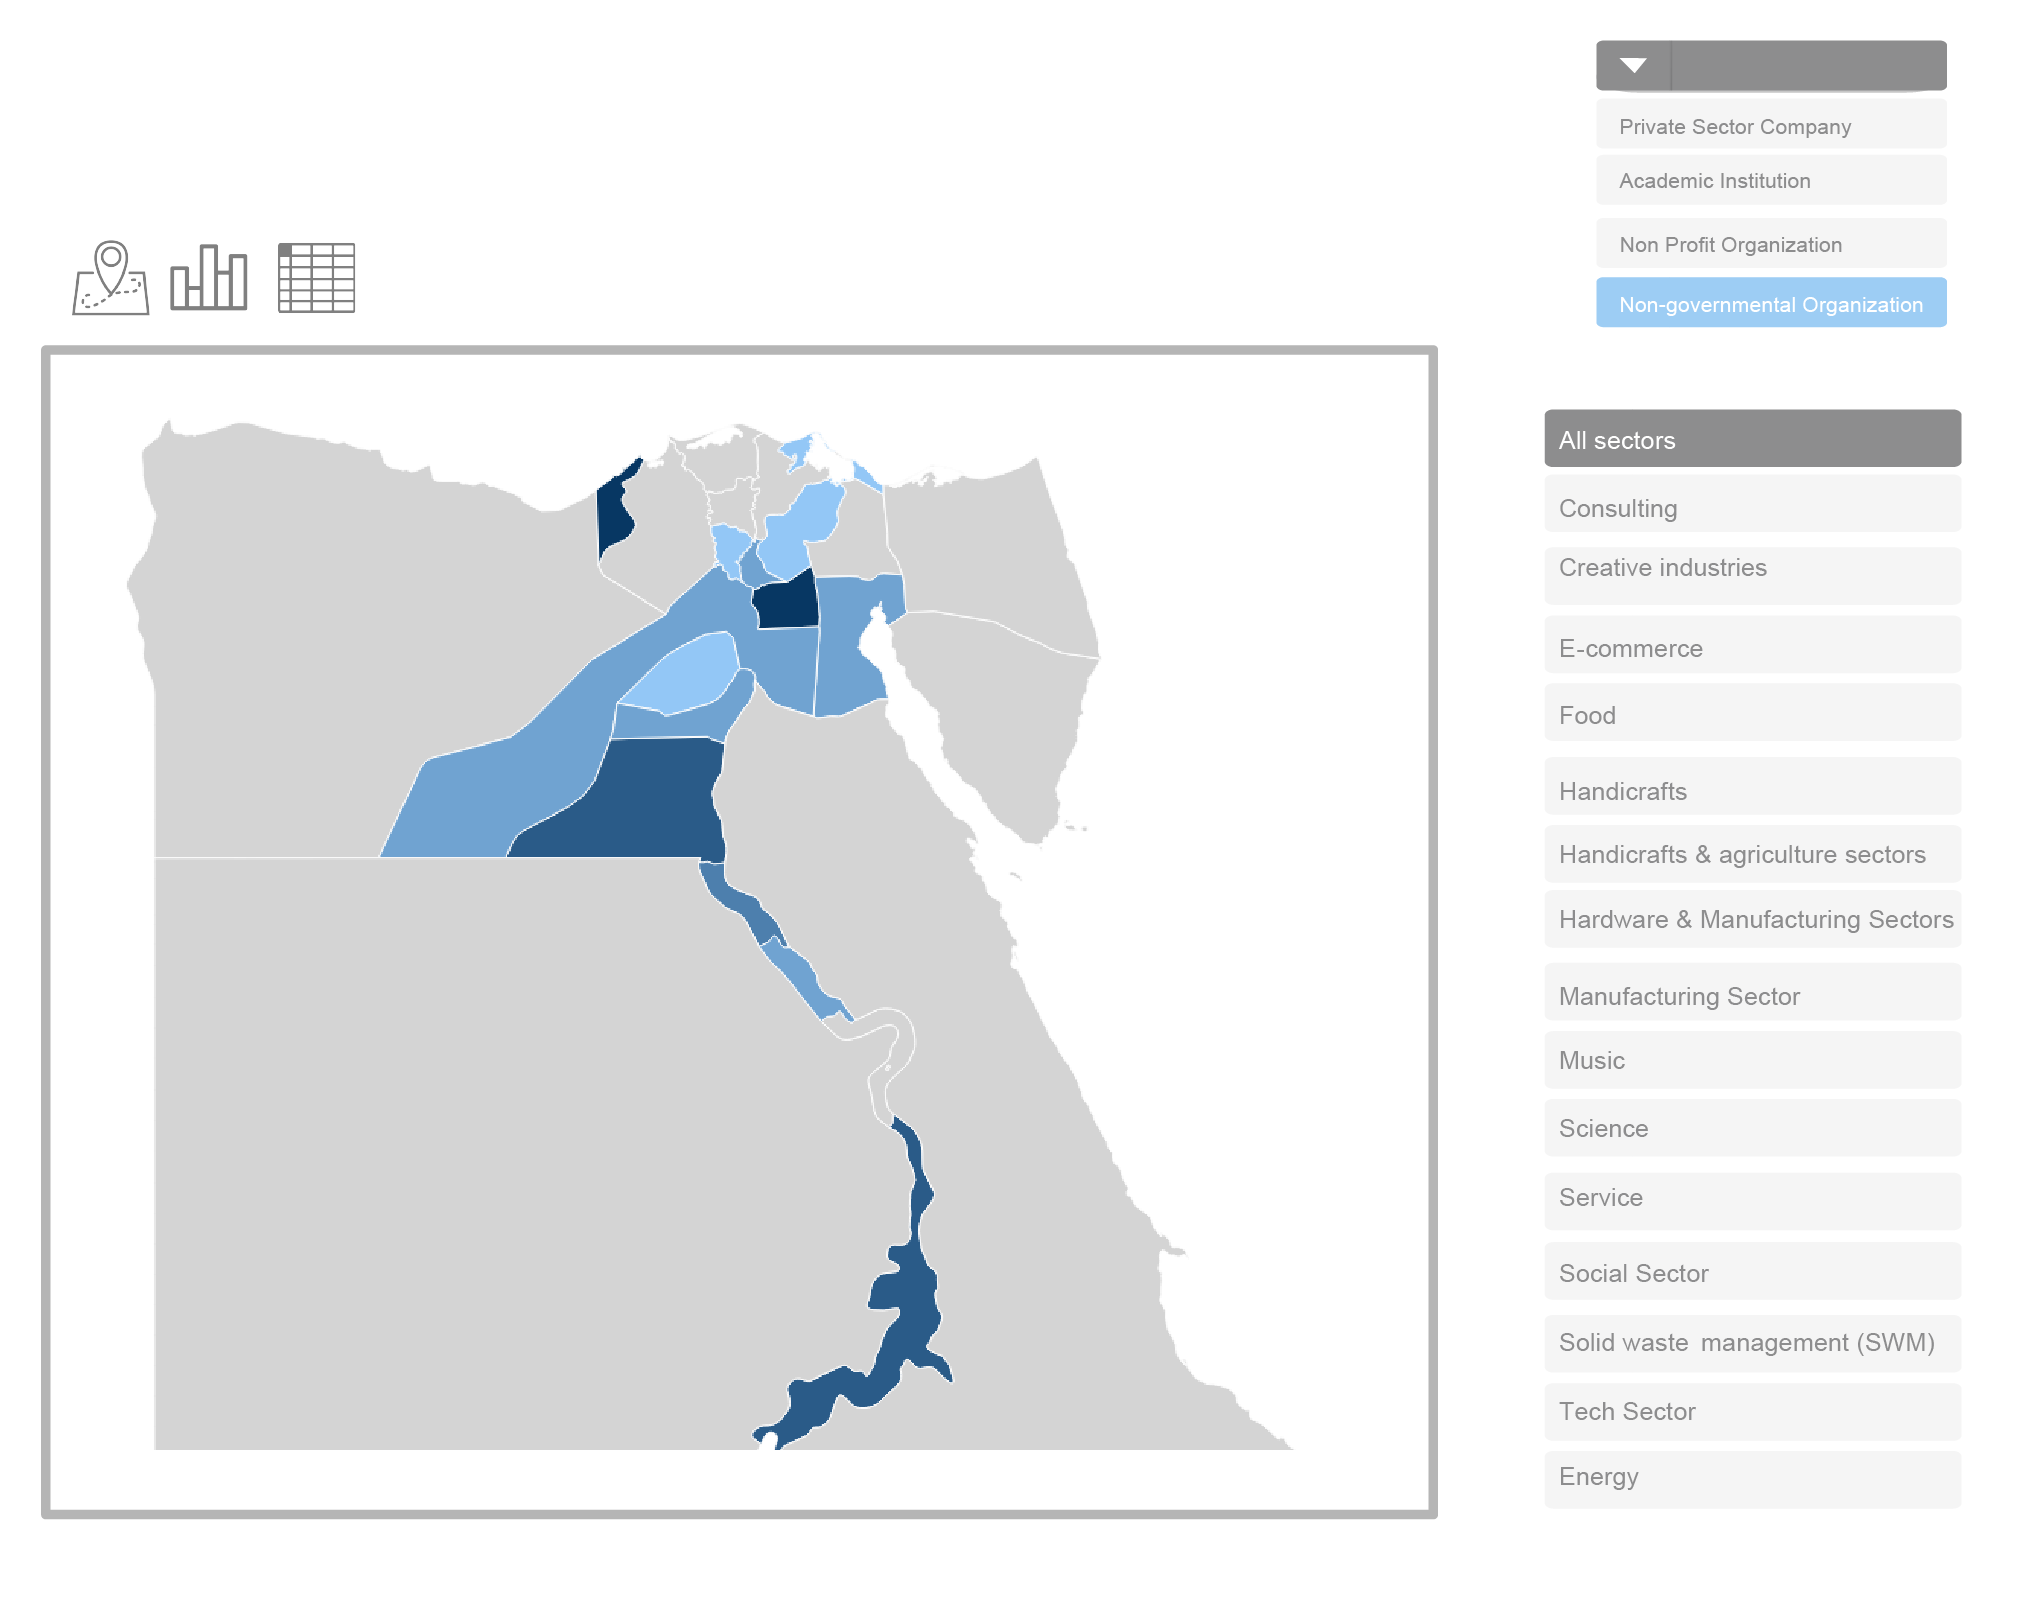 Private Sector Company
Academic Institution
Non Profit Organization
Non-governmental Organization
All sectors
Consulting
Creative industries
E-commerce
Food
Handicrafts
Handicrafts & agriculture sectors
Hardware & Manufacturing Sectors
Manufacturing Sector
Music
Science
Service
Social Sector
Solid waste management (SWM)
Tech Sector
Energy